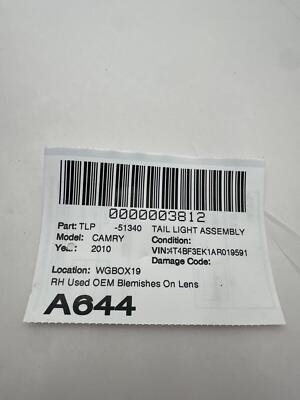 0000003812
Part: TLP -51340 TAIL LIGHT ASSEMBLY
Model: CAMRY Condition:
Year: 2010 VIN:4T4BF3EK1AR019591
Damage Code:
Location: WGBOX19
RH Used OEM Blemishes On Lens
A644